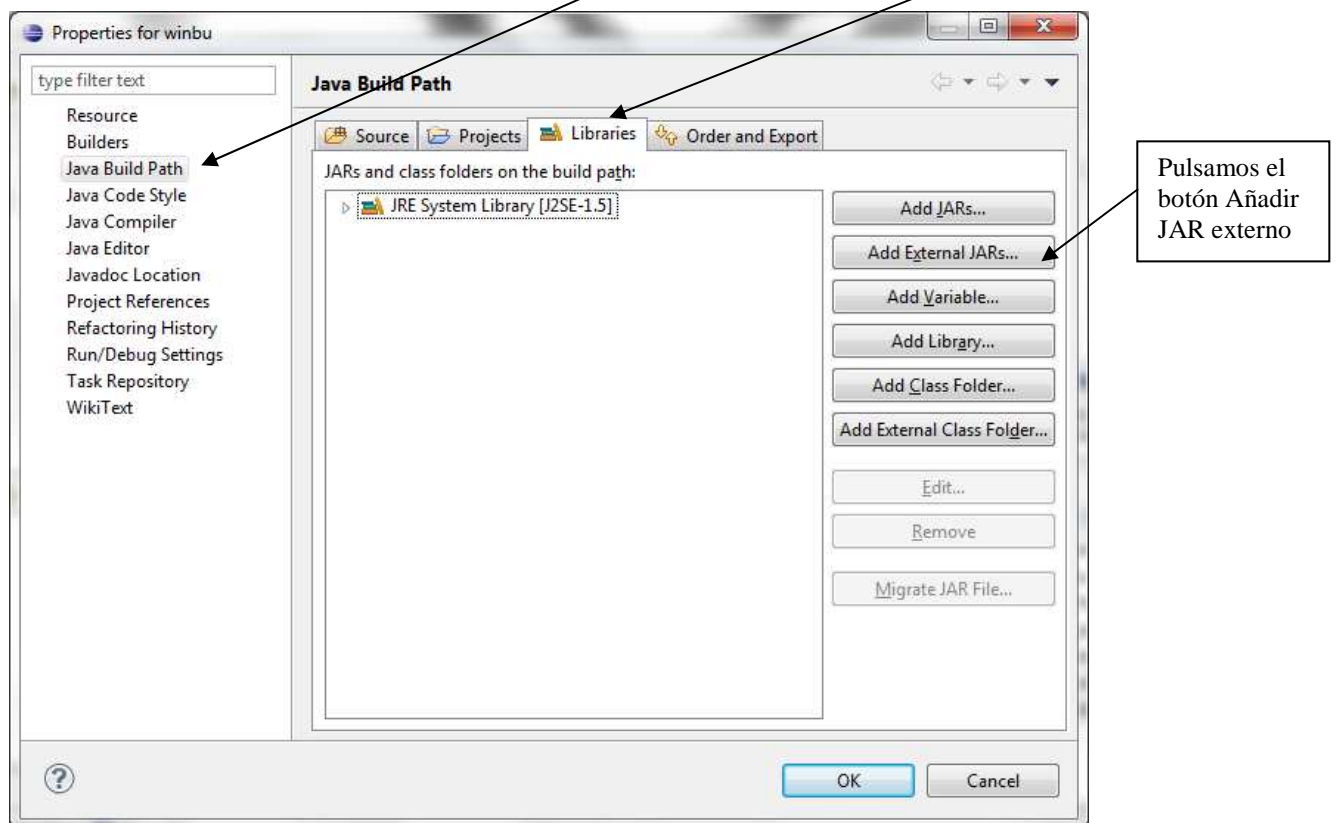 Properties for winbu
type filter text
Resource
Builders
Java Build Path
Java Code Style
Java Compiler
Java Editor
Javadoc Location
Project References
Refactoring History
Run/Debug Settings
Task Repository
WikiText
Java Build Path
Source Projects Libraries Order and Export
JARs and class folders on the build path:
JRE System Library [J2SE-1.5]
Add JARs...
Add External JARs...
Add Variable...
Add Library...
Add Class Folder...
Add External Class Folder...
Edit...
Remove
Migrate JAR File...
OK Cancel
Pulsamos el
botón Añadir
JAR externo